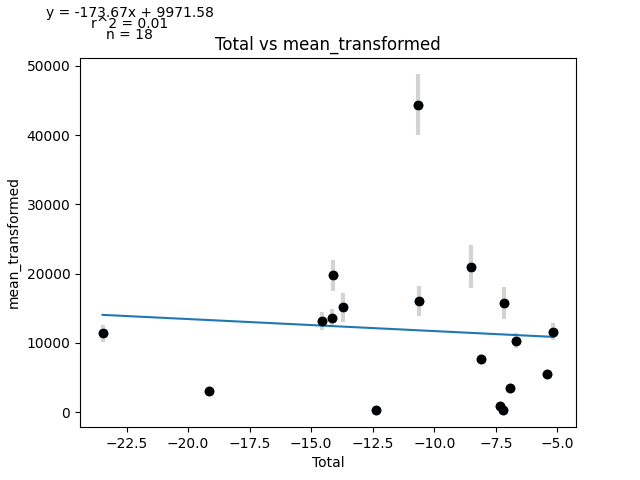 y = -173.67x + 9971.58
r^2 = 0.01
n = 18
Total vs mean_transformed
50000
40000
30000
20000
10000
0
mean_transformed
−22.5 −20.0 −17.5 −15.0 −12.5 −10.0 −7.5 −5.0
Total